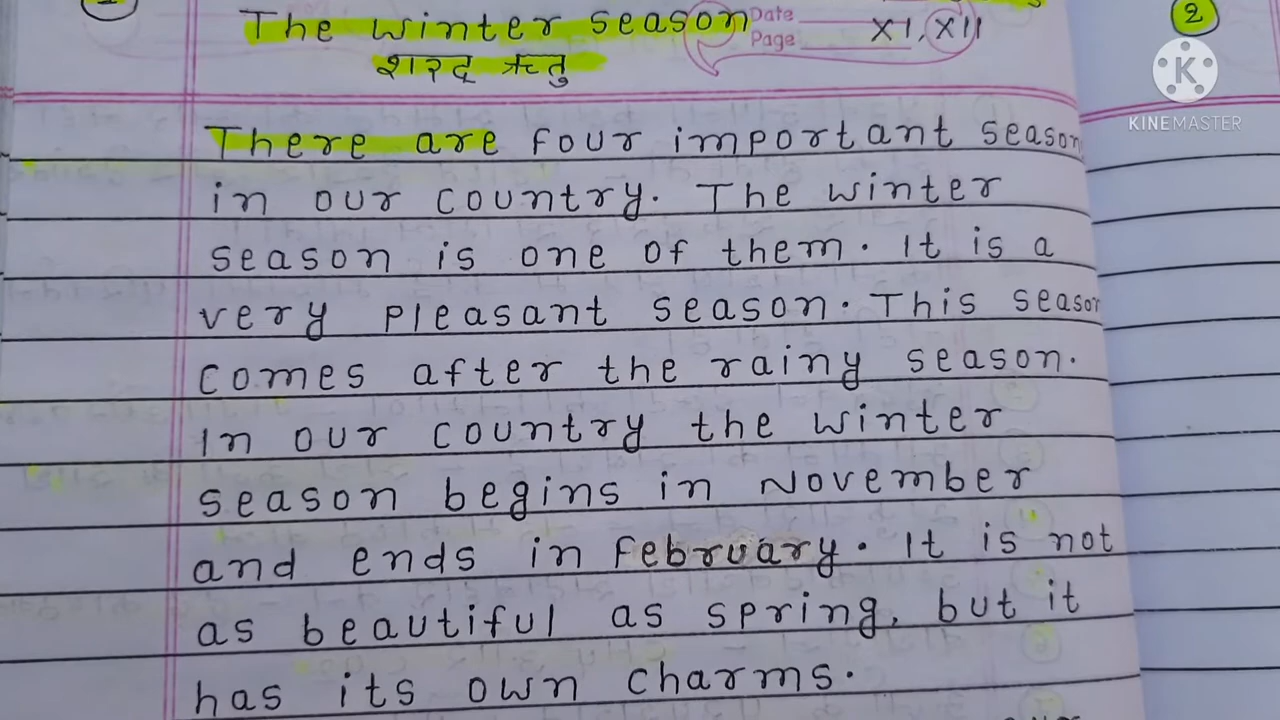 The winter season
Date
Page
XI, XII
शरद ऋतु
2
K
KINEMASTER
There are four important season
in our country. The winter
season is one of them. It is a
very pleasant season. This season
comes after the rainy season.
In our country the winter
season begins in November
and ends in February. It is not
as beautiful as spring, but it
has its own charms.